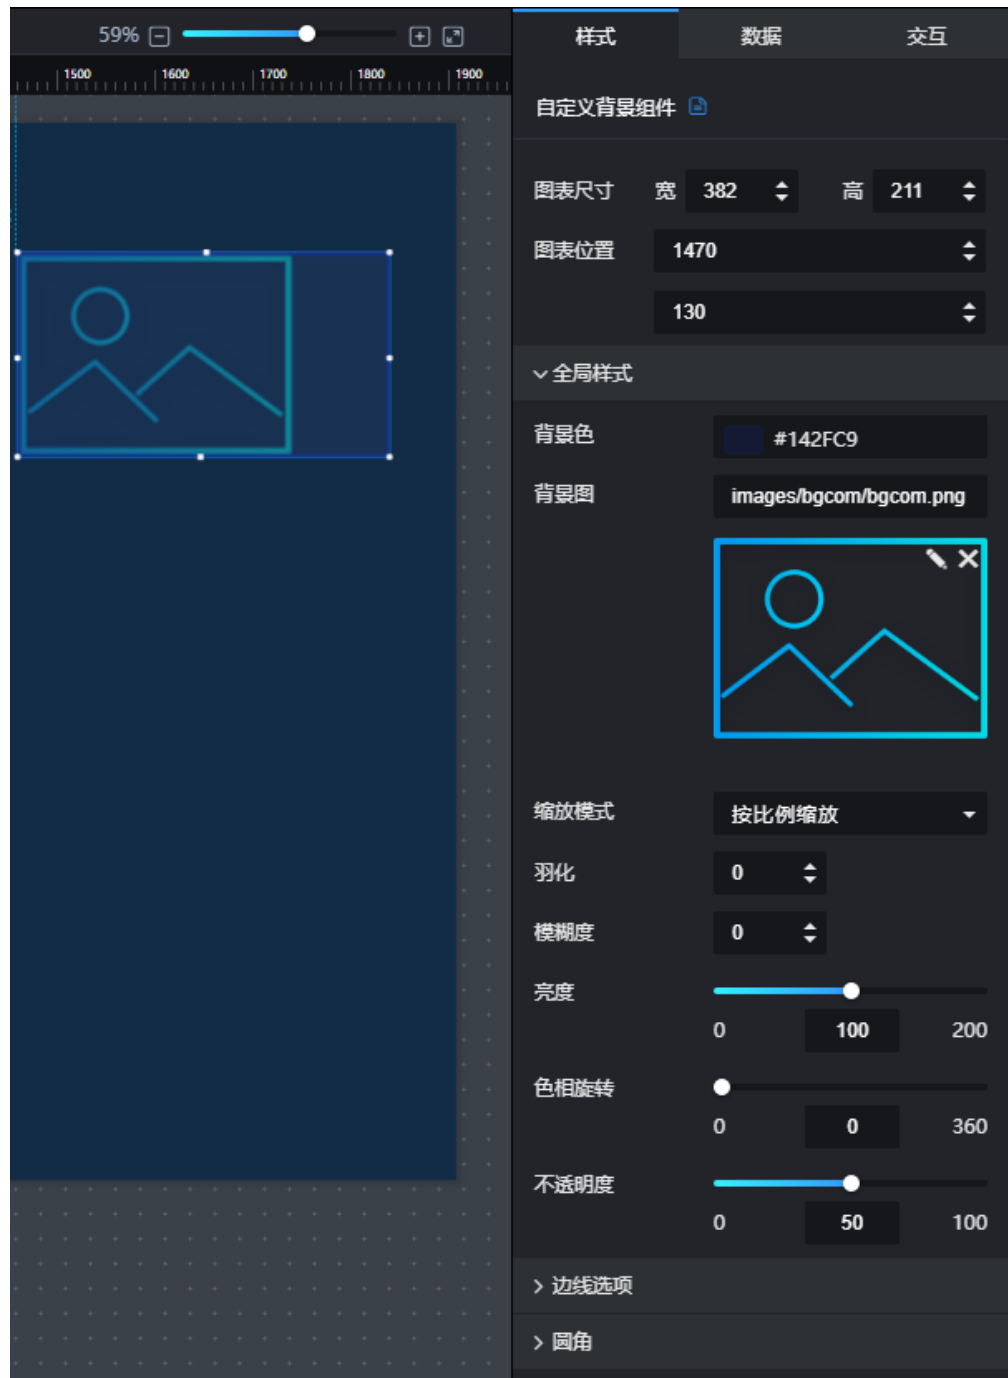 59%
1500 1600 1700 1800 1900
样式 数据 交互
自定义背景组件
图表尺寸 宽 382 高 211
图表位置 1470
130
全局样式
背景色 #142FC9
背景图 images/bgcom/bgcom.png
缩放模式 按比例缩放
羽化 0
模糊度 0
亮度
0 100 200
色相旋转
0 0 360
不透明度
0 50 100
边线选项
圆角